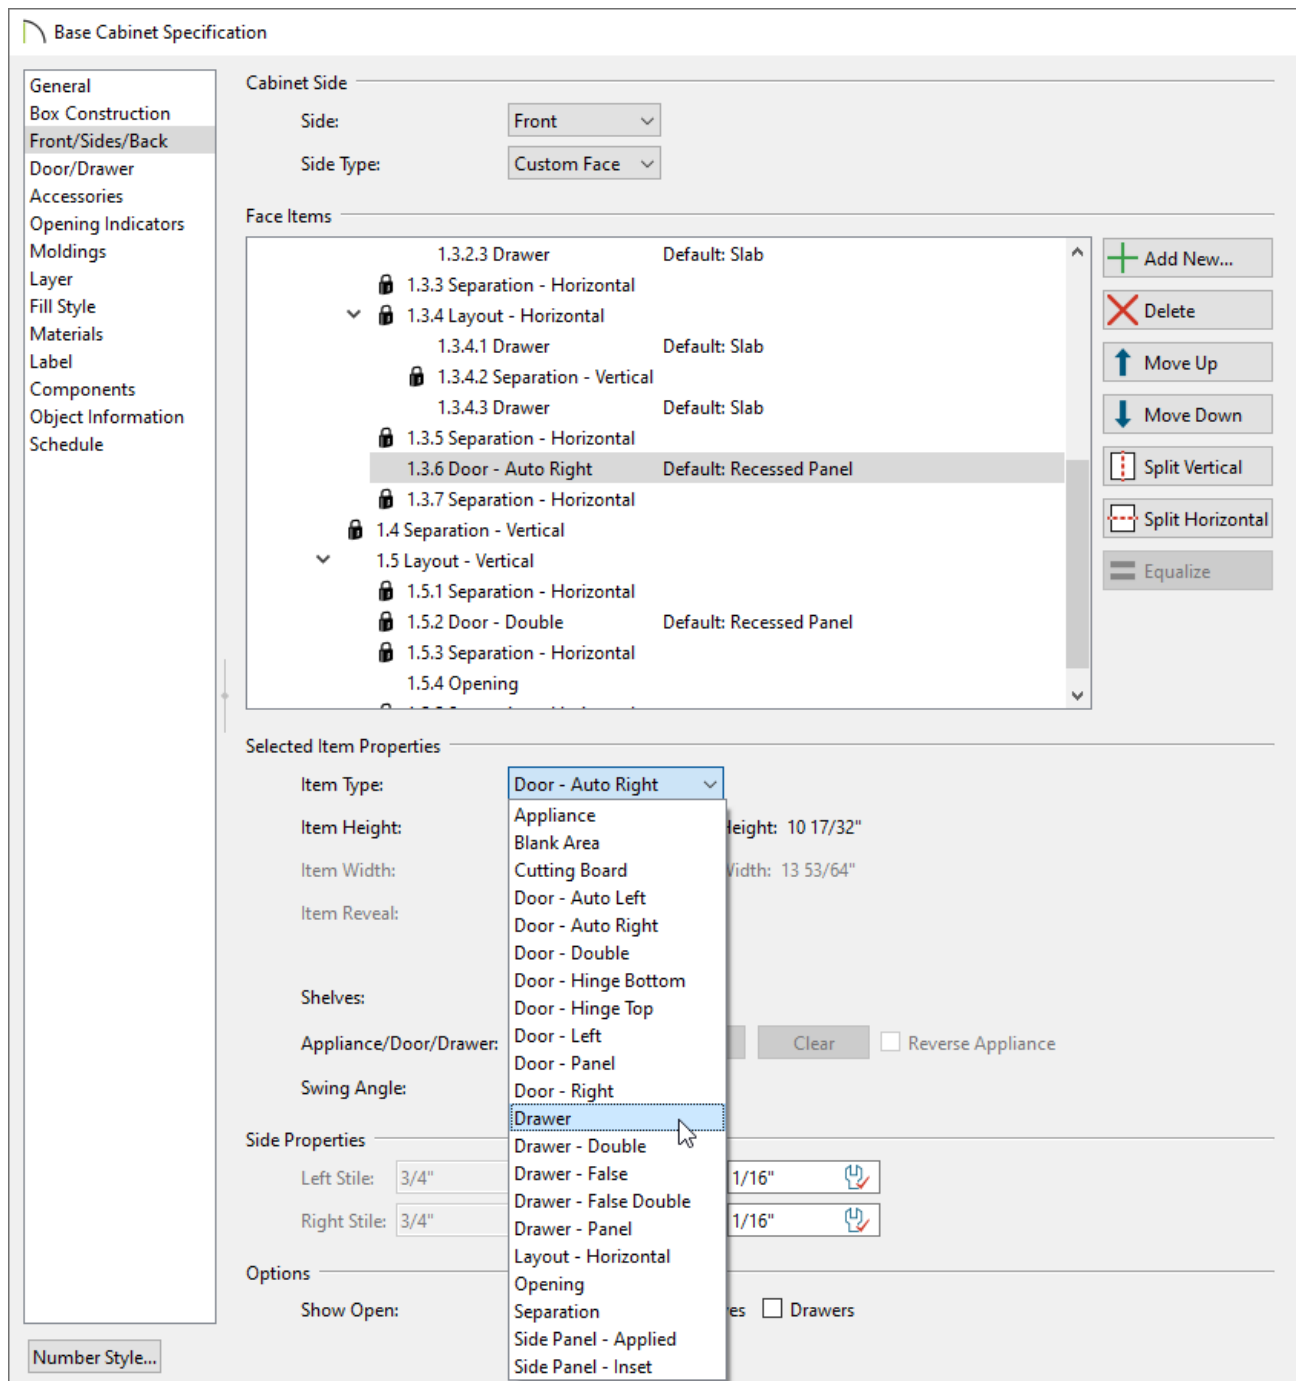 Base Cabinet Specification
General
Box Construction
Front/Sides/Back
Door/Drawer
Accessories
Opening Indicators
Moldings
Layer
Fill Style
Materials
Label
Components
Object Information
Schedule
Number Style...
Cabinet Side
Side: Front
Side Type: Custom Face
Face Items
1.3.2.3 Drawer Default: Slab
1.3.3 Separation - Horizontal
1.3.4 Layout - Horizontal
1.3.4.1 Drawer Default: Slab
1.3.4.2 Separation - Vertical
1.3.4.3 Drawer Default: Slab
1.3.5 Separation - Horizontal
1.3.6 Door - Auto Right Default: Recessed Panel
1.3.7 Separation - Horizontal
1.4 Separation - Vertical
1.5 Layout - Vertical
1.5.1 Separation - Horizontal
1.5.2 Door - Double Default: Recessed Panel
1.5.3 Separation - Horizontal
1.5.4 Opening
Add New...
Delete
Move Up
Move Down
Split Vertical
Split Horizontal
Equalize
Selected Item Properties
Item Type: Door - Auto Right
Appliance
Blank Area
Cutting Board
Door - Auto Left
Door - Auto Right
Door - Double
Door - Hinge Bottom
Door - Hinge Top
Door - Left
Door - Panel
Door - Right
Drawer
Drawer - Double
Drawer - False
Drawer - False Double
Drawer - Panel
Layout - Horizontal
Opening
Separation
Side Panel - Applied
Side Panel - Inset
Item Height: Height: 10 17/32"
Item Width: Width: 13 53/64"
Item Reveal:
Shelves:
Appliance/Door/Drawer: Clear Reverse Appliance
Swing Angle:
Side Properties
Left Stile: 3/4" 1/16"
Right Stile: 3/4" 1/16"
Options
Show Open: Drawers